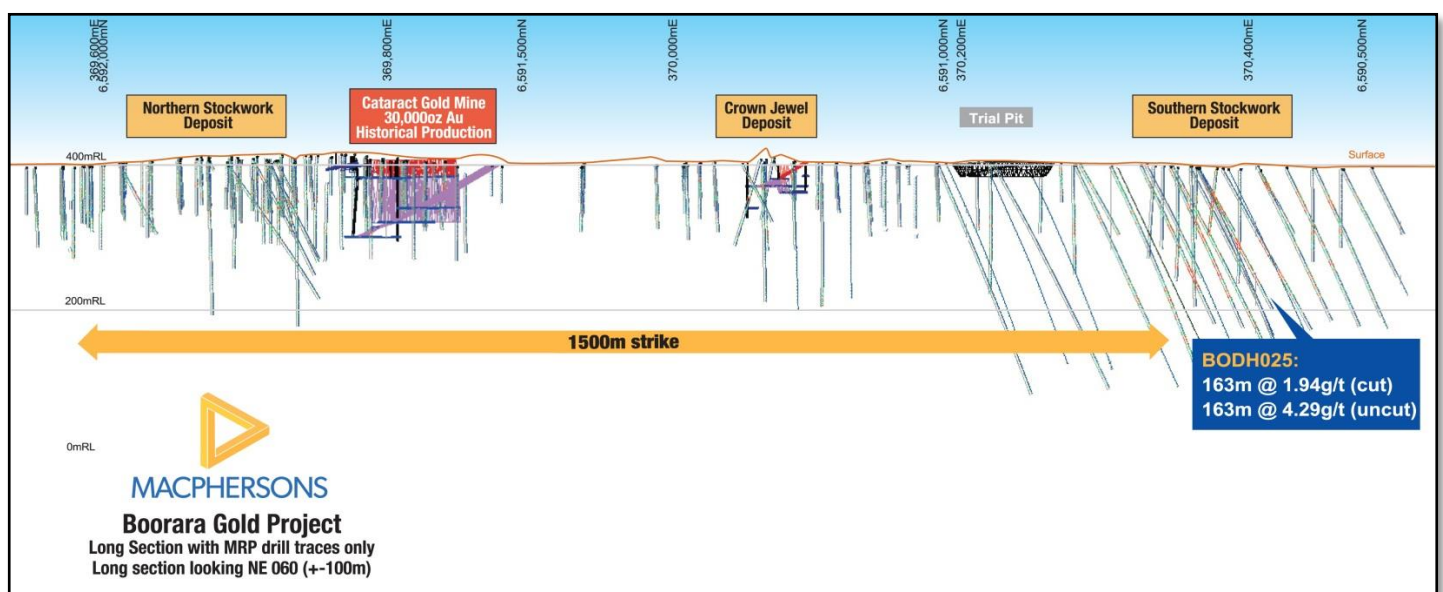 369,600mE
6,592,000mN
369,800mE
6,591,500mN
370,000mE
6,591,000mN
370,200mE
370,400mE
6,590,500mN
Northern Stockwork
Deposit
Cataract Gold Mine
30,000oz Au
Historical Production
Crown Jewel
Deposit
Trial Pit
Southern Stockwork
Deposit
400mRL
Surface
200mRL
1500m strike
BODH025:
163m @ 1.94g/t (cut)
163m @ 4.29g/t (uncut)
0mRL
MACPHERSONS
Boorara Gold Project
Long Section with MRP drill traces only
Long section looking NE 060 (+-100m)